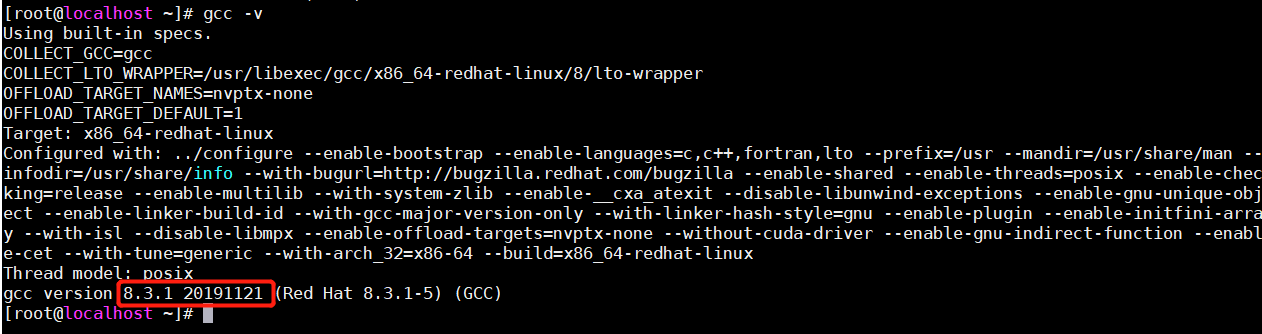 [root@localhost ~]# gcc -v
Using built-in specs.
COLLECT_GCC=gcc
COLLECT_LTO_WRAPPER=/usr/libexec/gcc/x86_64-redhat-linux/8/lto-wrapper
OFFLOAD_TARGET_NAMES=nvptx-none
OFFLOAD_TARGET_DEFAULT=1
Target: x86_64-redhat-linux
Configured with: ../configure --enable-bootstrap --enable-languages=c,c++,fortran,lto --prefix=/usr --mandir=/usr/share/man --
infodir=/usr/share/info --with-bugurl=http://bugzilla.redhat.com/bugzilla --enable-shared --enable-threads=posix --enable-chec
king=release --enable-multilib --with-system-zlib --enable-__cxa_atexit --disable-libunwind-exceptions --enable-gnu-unique-obj
ect --enable-linker-build-id --with-gcc-major-version-only --with-linker-hash-style=gnu --enable-plugin --enable-initfini-arra
y --with-isl --disable-libmpx --enable-offload-targets=nvptx-none --without-cuda-driver --enable-gnu-indirect-function --enabl
e-cet --with-tune=generic --with-arch_32=x86-64 --build=x86_64-redhat-linux
Thread model: posix
gcc version 8.3.1 20191121 (Red Hat 8.3.1-5) (GCC)
[root@localhost ~]#